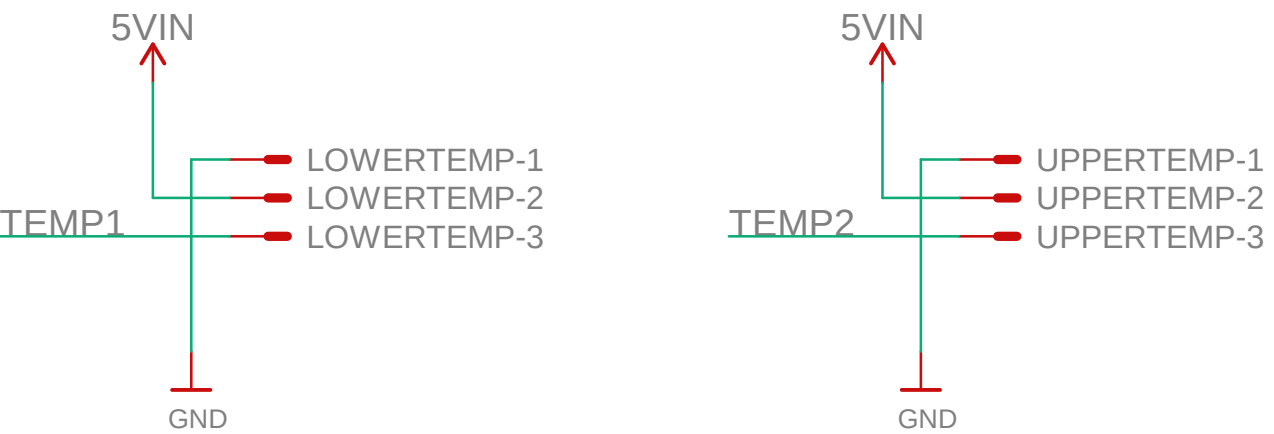 5VIN
LOWERTEMP-1
LOWERTEMP-2
TEMP1
LOWERTEMP-3
GND
5VIN
UPPERTEMP-1
UPPERTEMP-2
TEMP2
UPPERTEMP-3
GND